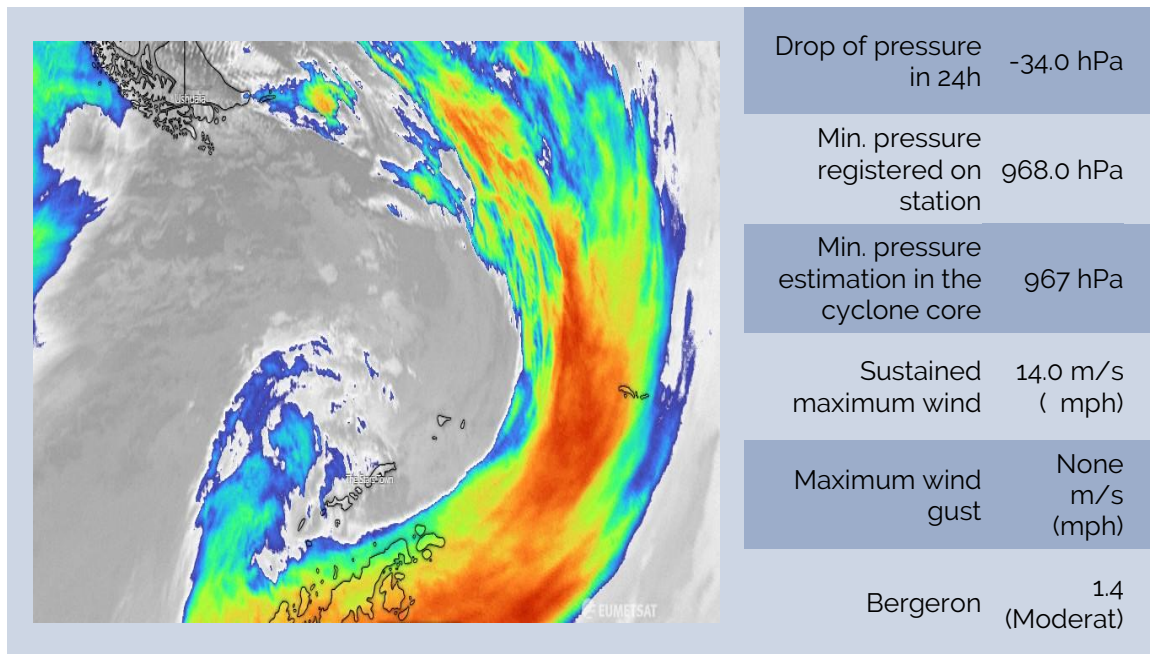 Ushuaia
EUMETSAT
Drop of pressure
in 24h
-34.0 hPa
Min. pressure
registered on
station
968.0 hPa
Min. pressure
estimation in the
cyclone core
967 hPa
Sustained
maximum wind
14.0 m/s
( mph)
Maximum wind
gust
None
m/s
(mph)
Bergeron
1.4
(Moderat)